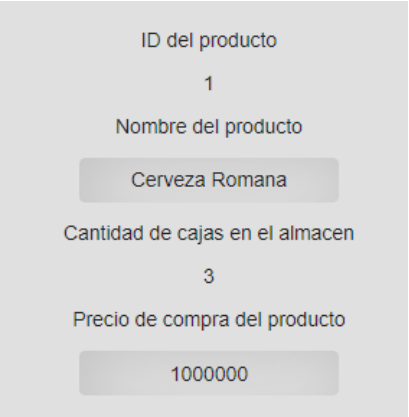 ID del producto
1
Nombre del producto
Cerveza Romana
Cantidad de cajas en el almacen
3
Precio de compra del producto
1000000